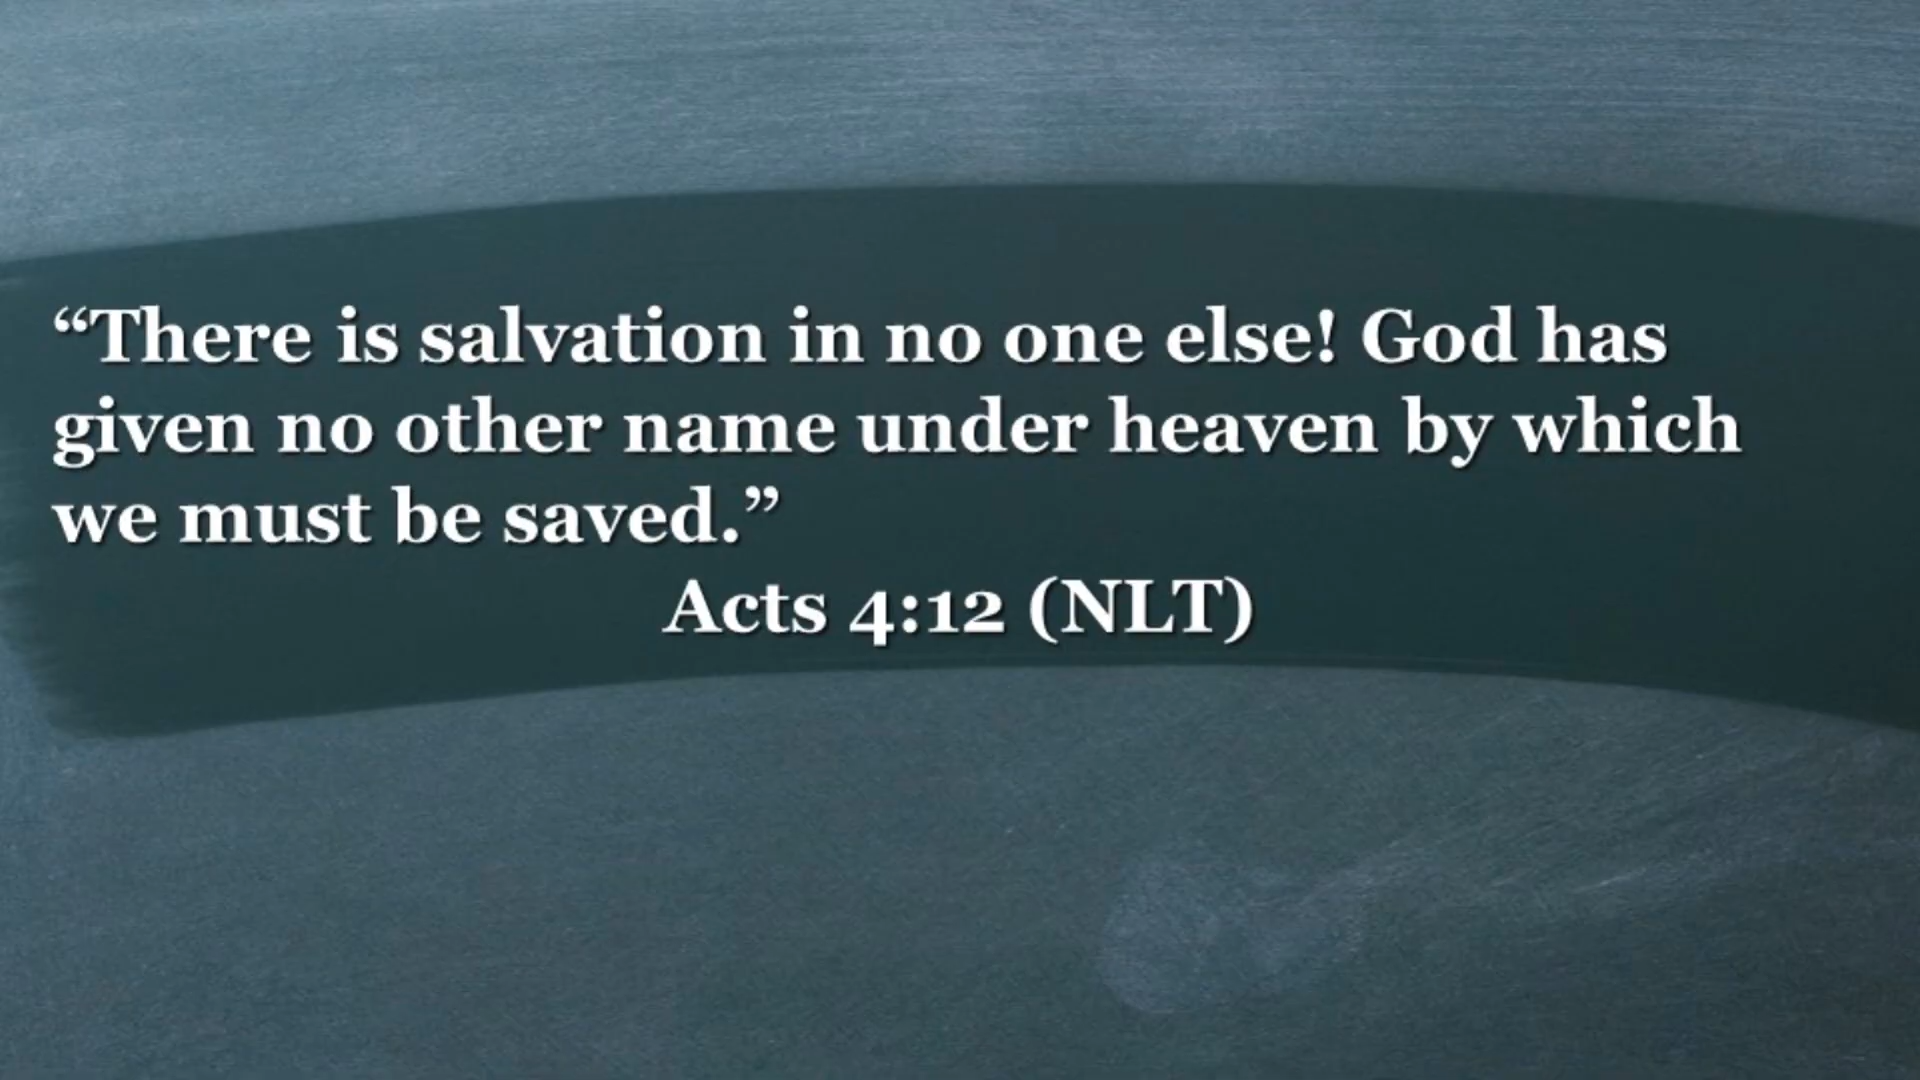 “There is salvation in no one else! God has
given no other name under heaven by which
we must be saved.”
Acts 4:12 (NLT)